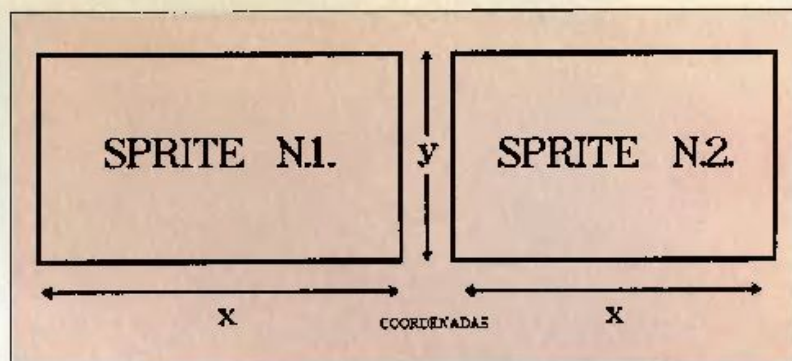 SPRITE N.1.
y
SPRITE N.2.
x
COORDENADAS
x